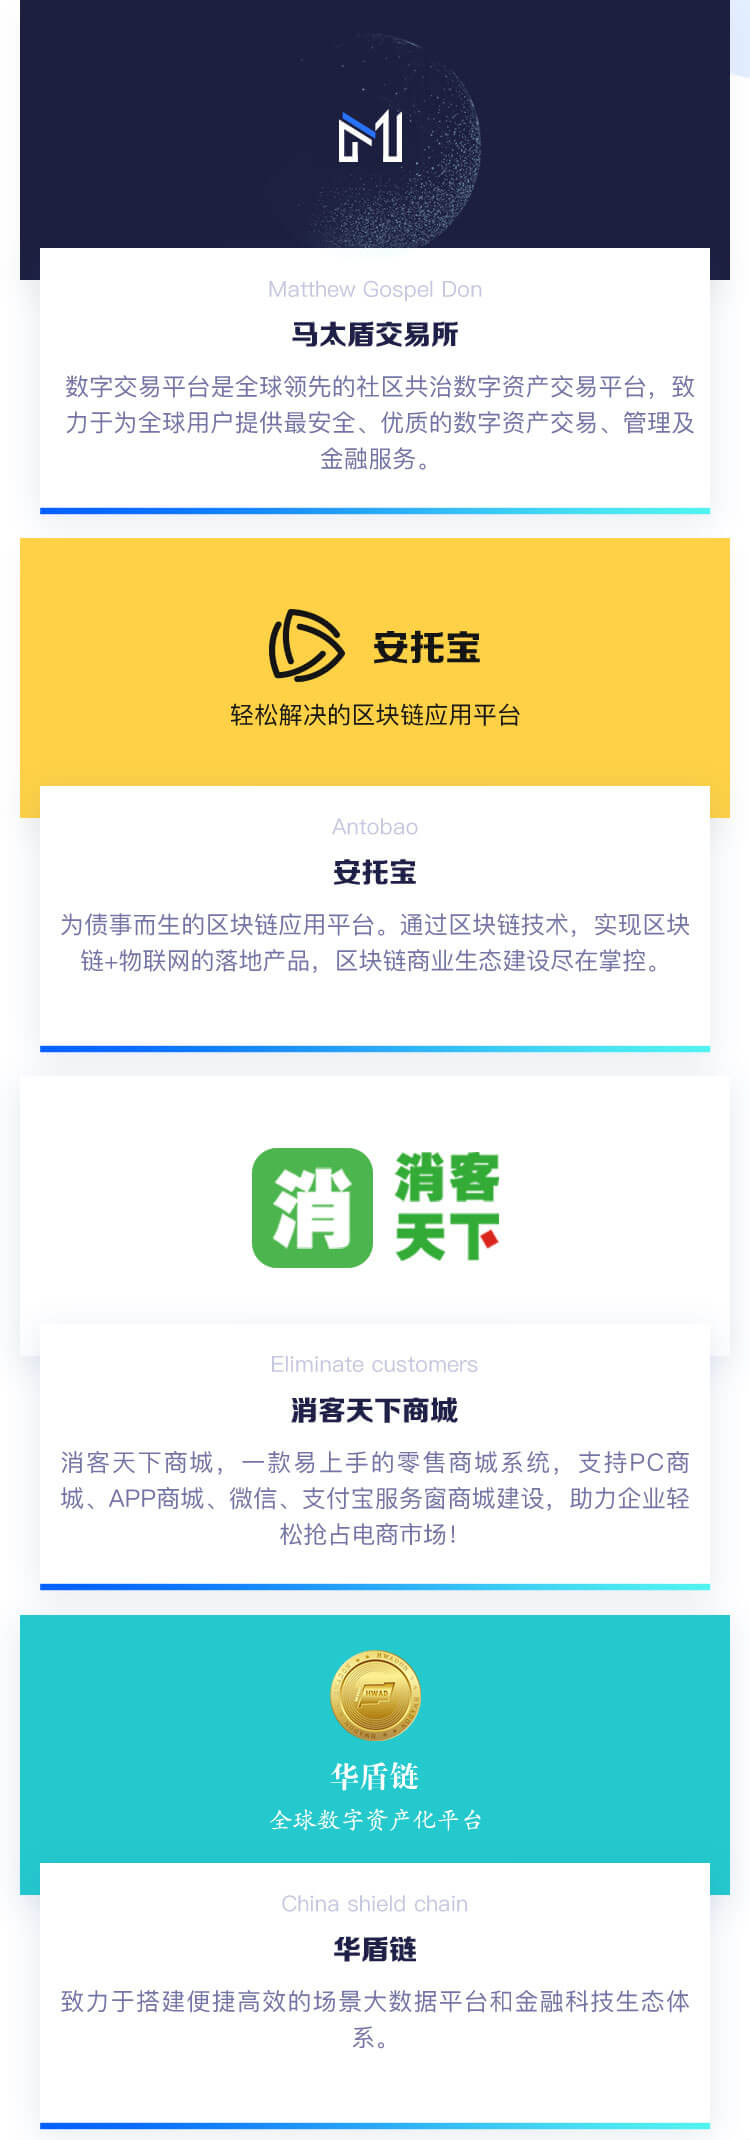 Matthew Gospel Don
马太盾交易所
数字交易平台是全球领先的社区共治数字资产交易平台，致
力于为全球用户提供最安全、优质的数字资产交易、管理及
金融服务。
安托宝
轻松解决的区块链应用平台
Antobao
安托宝
为债事而生的区块链应用平台。通过区块链技术，实现区块
链+物联网的落地产品，区块链商业生态建设尽在掌控。
消
消客
天下
Eliminate customers
消客天下商城
消客天下商城，一款易上手的零售商城系统，支持PC商
城、APP商城、微信、支付宝服务窗商城建设，助力企业轻
松抢占电商市场！
HWAD
华盾链
全球数字资产化平台
China shield chain
华盾链
致力于搭建便捷高效的场景大数据平台和金融科技生态体
系。